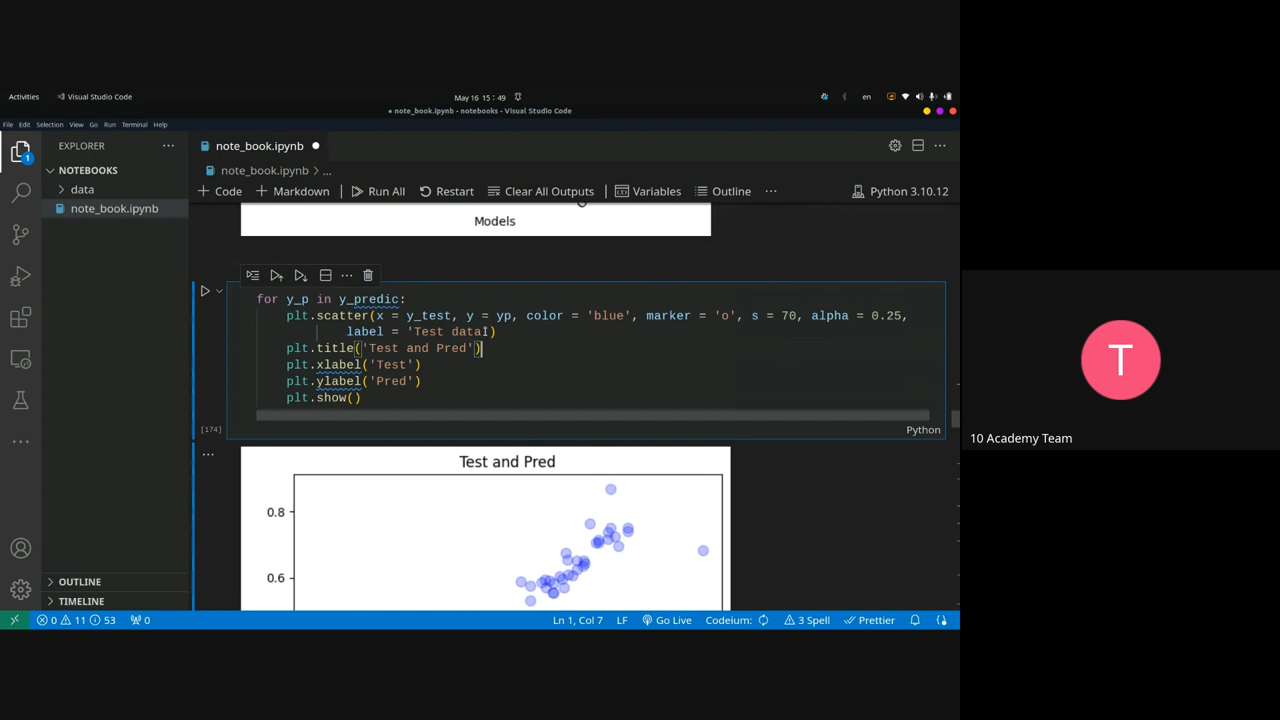 Activities Visual Studio Code May 16 15 : 49 en
• note_book.ipynb - notebooks - Visual Studio Code
File Edit Selection View Go Run Terminal Help
EXPLORER ··· note_book.ipynb ●
NOTEBOOKS note_book.ipynb > ...
data
note_book.ipynb
+ Code + Markdown Run All Restart Clear All Outputs Variables Outline ··· Python 3.10.12
Models
for y_p in y_predic:
plt.scatter(x = y_test, y = yp, color = 'blue', marker = 'o', s = 70, alpha = 0.25,
label = 'Test data')
plt.title('Test and Pred')
plt.xlabel('Test')
plt.ylabel('Pred')
plt.show()
[174] Python
Test and Pred
0.8
0.6
OUTLINE
TIMELINE
0 11 53 0 Ln 1, Col 7 LF Go Live Codeium: 3 Spell Prettier
1
T
10 Academy Team